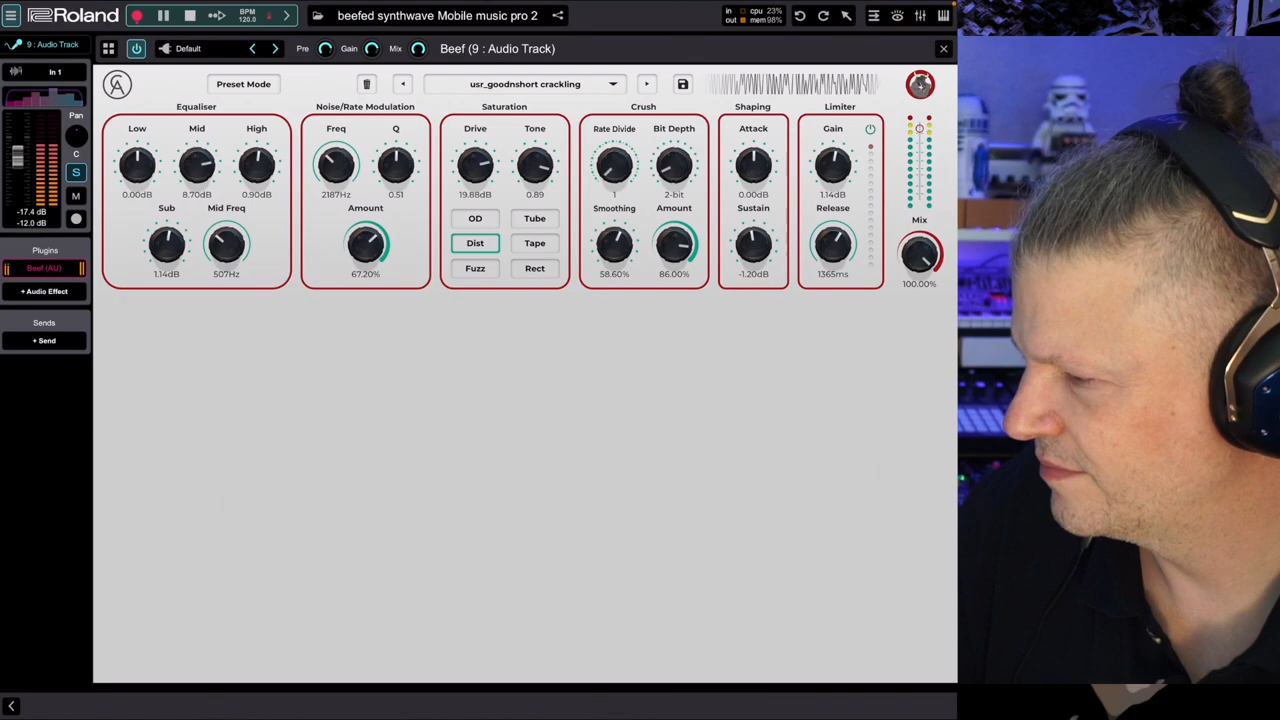 Roland
BPM
120.0
beefed synthwave Mobile music pro 2
in
out
cpu 23%
mem 98%
9 : Audio Track
Default
Pre
Gain
Mix
Beef (9 : Audio Track)
In 1
Pan
C
S
M
-17.4 dB
-12.0 dB
Plugins
Beef (AU)
+ Audio Effect
Sends
+ Send
CA
Preset Mode
usr_goodnshort crackling
Equaliser
Low
Mid
High
0.00dB
8.70dB
0.90dB
Sub
Mid Freq
1.14dB
507Hz
Noise/Rate Modulation
Freq
Q
2187Hz
0.51
Amount
67.20%
Saturation
Drive
Tone
19.88dB
0.89
OD
Tube
Dist
Tape
Fuzz
Rect
Crush
Rate Divide
Bit Depth
1
2-bit
Smoothing
Amount
58.60%
86.00%
Shaping
Attack
0.00dB
Sustain
-1.20dB
Limiter
Gain
1.14dB
Release
1365ms
Mix
100.00%